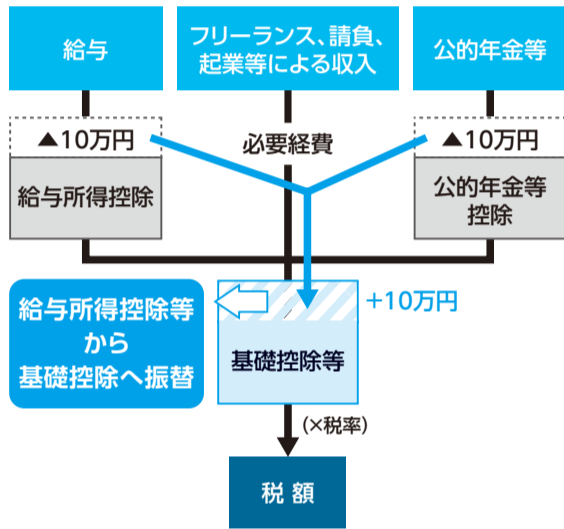 給与
フリーランス、請負、
起業等による収入
公的年金等
▲10万円
必要経費
▲10万円
給与所得控除
公的年金等
控除
給与所得控除等
から
基礎控除へ振替
+10万円
基礎控除等
(×税率)
税額